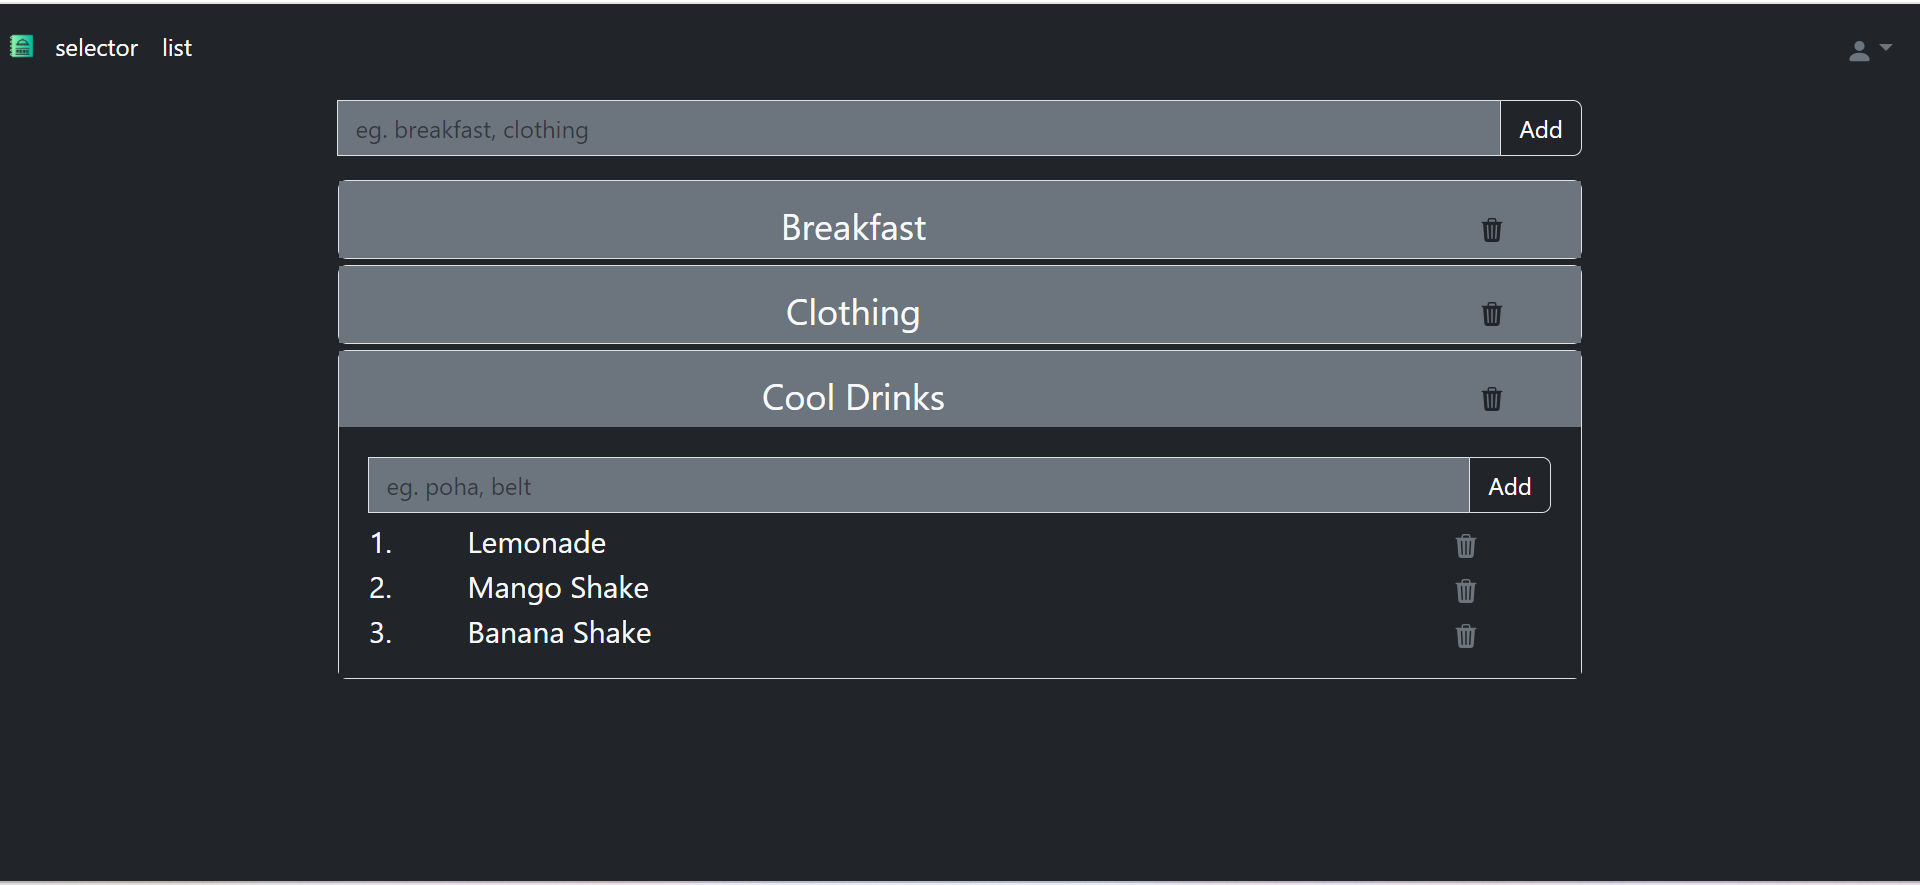 selector list
eg. breakfast, clothing Add
Breakfast
Clothing
Cool Drinks
eg. poha, belt Add
1. Lemonade
2. Mango Shake
3. Banana Shake